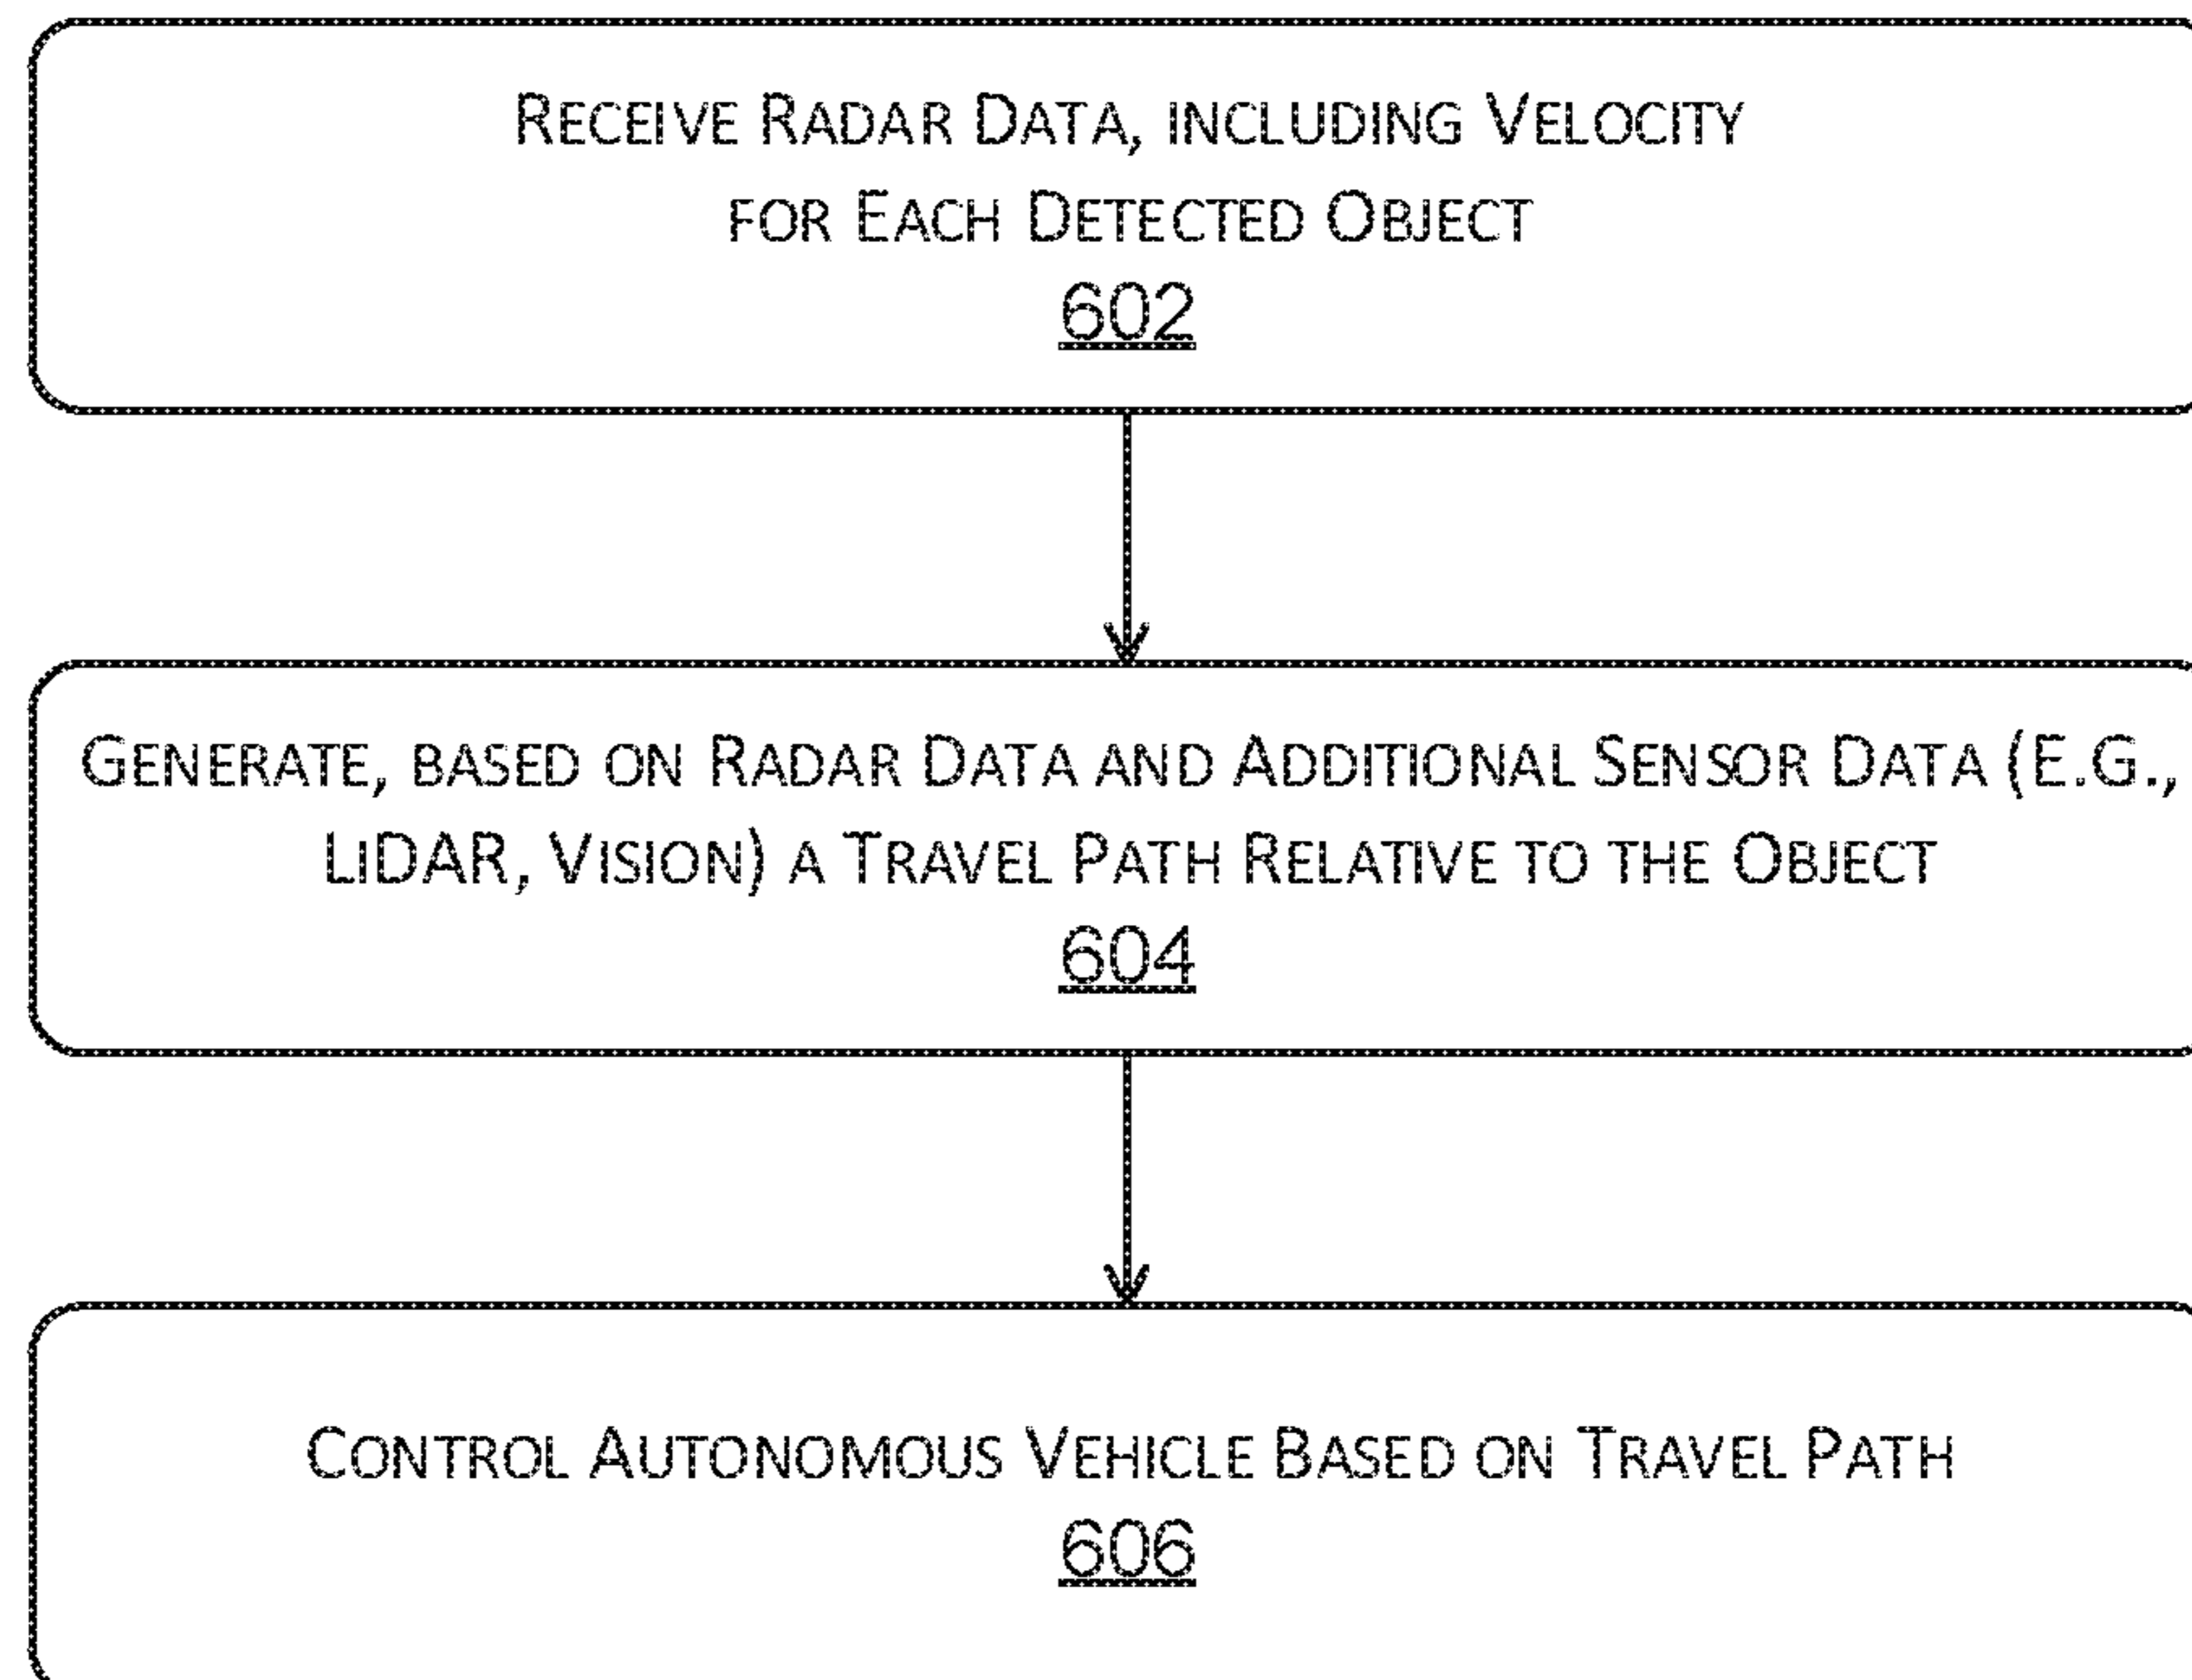 RECEIVE RADAR DATA, INCLUDING VELOCITY
FOR EACH DETECTED OBJECT
602
GENERATE, BASED ON RADAR DATA AND ADDITIONAL SENSOR DATA (E.G.,
LIDAR, VISION) A TRAVEL PATH RELATIVE TO THE OBJECT
604
CONTROL AUTONOMOUS VEHICLE BASED ON TRAVEL PATH
606